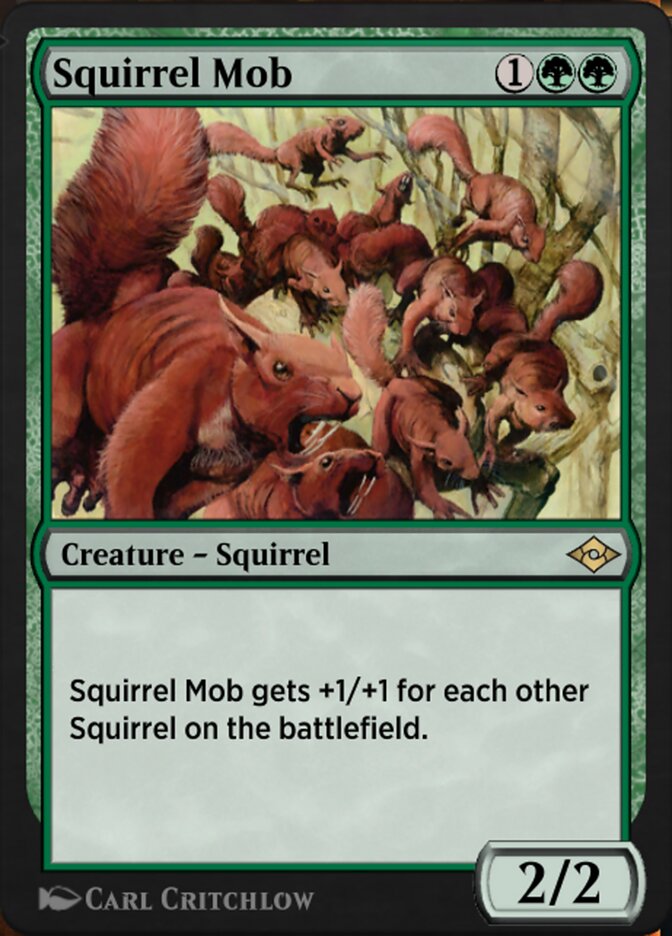 Squirrel Mob 1
Creature – Squirrel
Squirrel Mob gets +1/+1 for each other
Squirrel on the battlefield.
2/2
CARL CRITCHLOW